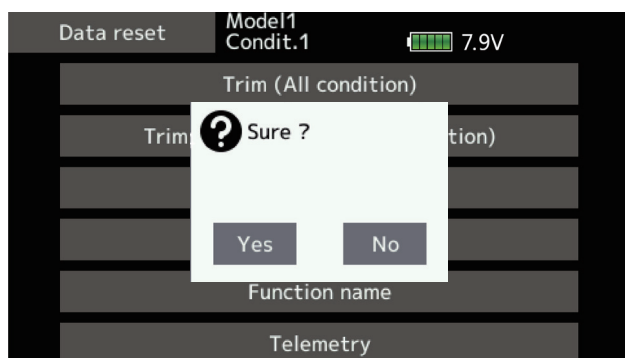 Data reset
Model1
Condit.1
7.9V
Trim (All condition)
Trim
tion)
Sure ?
Yes
No
Function name
Telemetry